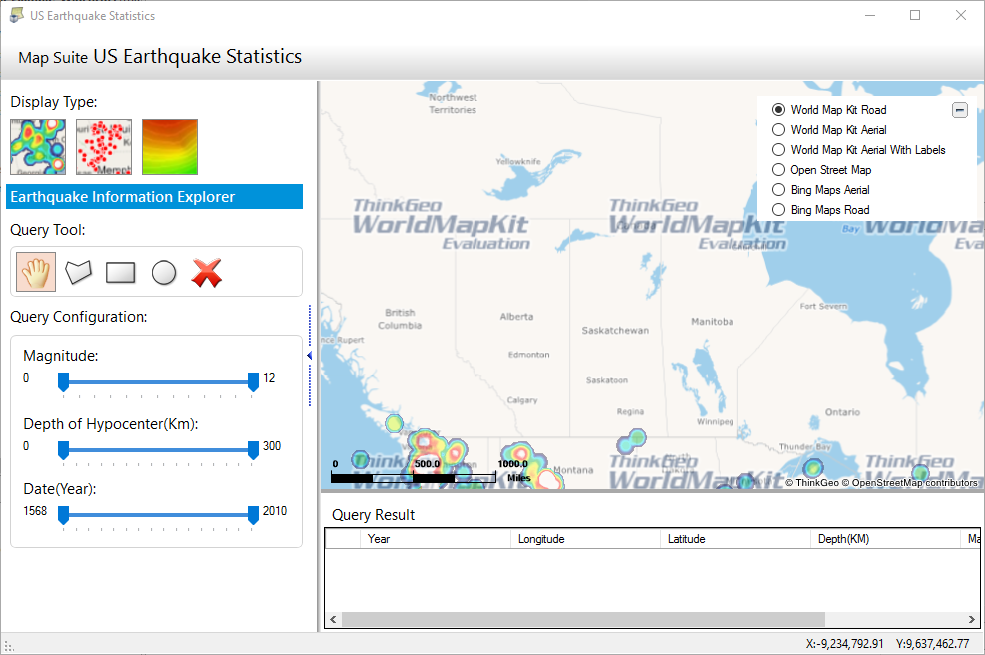 US Earthquake Statistics
Map Suite US Earthquake Statistics
Display Type:
Earthquake Information Explorer
Query Tool:
Query Configuration:
Magnitude:
0 12
Depth of Hypocenter(Km):
0 300
Date(Year):
1568 2010
World Map Kit Road
World Map Kit Aerial
World Map Kit Aerial With Labels
Open Street Map
Bing Maps Aerial
Bing Maps Road
Northwest
Territories
Yellowknife
ThinkGeo
WorldMapKit
Evaluation
ThinkGeo
WorldMapKit
Evaluation
Bay
WorldMa
Eva
Fort Severn
British
Columbia
Alberta
Saskatchewan
Manitoba
nce Rupert
Edmonton
Saskatoon
Calgary
Regina
Winnipeg
Ontario
Thunder Bay
Montana
ThinkGeo
WorldMapKit
ThinkGeo
0 500.0 1000.0
Miles
© ThinkGeo © OpenStreetMap contributors
Query Result
Year Longitude Latitude Depth(KM) Ma
X:-9,234,792.91 Y:9,637,462.77